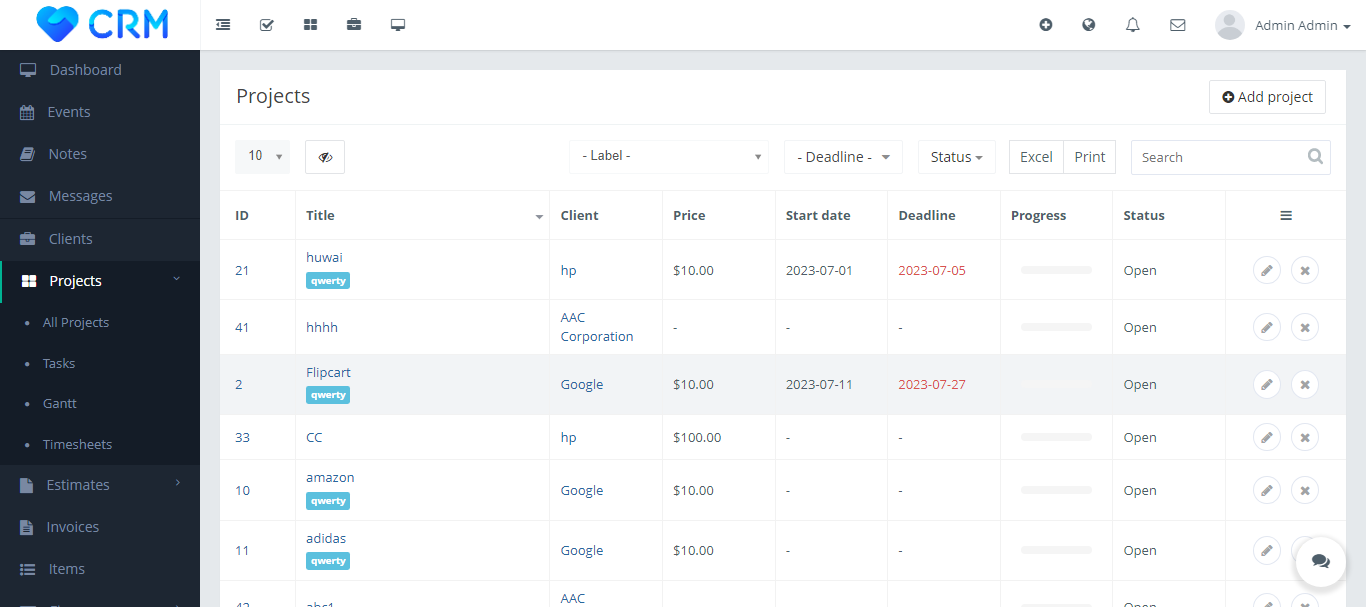 CRM
Admin Admin
Dashboard
Events
Notes
Messages
Clients
Projects
All Projects
Tasks
Gantt
Timesheets
Estimates
Invoices
Items
Projects
Add project
10
- Label -
- Deadline -
Status
Excel
Print
Search
ID Title Client Price Start date Deadline Progress Status
21 huwai hp $10.00 2023-07-01 2023-07-05 Open
qwerty
41 hhhh AAC Corporation - - - Open
2 Flipcart Google $10.00 2023-07-11 2023-07-27 Open
qwerty
33 CC hp $100.00 - - Open
10 amazon Google $10.00 - - Open
qwerty
11 adidas Google $10.00 - - Open
qwerty
42 abc1 AAC Open